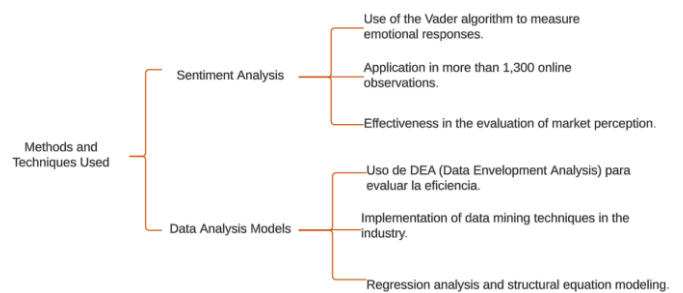 Methods and
Techniques Used
Sentiment Analysis
Use of the Vader algorithm to measure
emotional responses.
Application in more than 1,300 online
observations.
Effectiveness in the evaluation of market perception.
Data Analysis Models
Uso de DEA (Data Envelopment Analysis) para
evaluar la eficiencia.
Implementation of data mining techniques in the
industry.
Regression analysis and structural equation modeling.